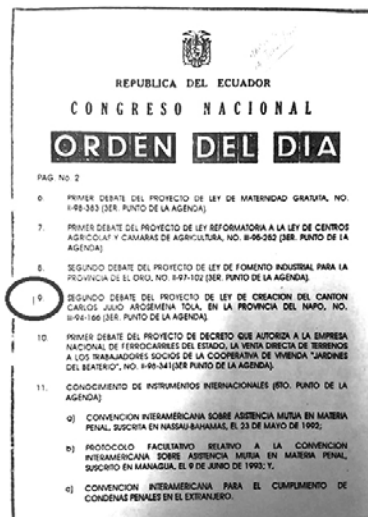 REPUBLICA DEL ECUADOR
CONGRESO NACIONAL
ORDEN DEL DIA
PAG. No. 2
6. PRIMER DEBATE DEL PROYECTO DE LEY DE MATERNIDAD GRATUITA, NO.
II-98-383 (3ER. PUNTO DE LA AGENDA).
7. PRIMER DEBATE DEL PROYECTO DE LEY REFORMATORIA A LA LEY DE CENTROS
AGRICOLAS Y CAMARAS DE AGRICULTURA, NO. II-98-282 (3ER. PUNTO DE LA
AGENDA)
8. SEGUNDO DEBATE DEL PROYECTO DE LEY DE FOMENTO INDUSTRIAL PARA LA
PROVINCIA DE EL ORO, NO. II-97-102 (3ER. PUNTO DE LA AGENDA).
9. SEGUNDO DEBATE DEL PROYECTO DE LEY DE CREACION DEL CANTON
CARLOS JULIO AROSEMENA TOLA, EN LA PROVINCIA DEL NAPO, NO.
II-94-166 (3ER. PUNTO DE LA AGENDA).
10. PRIMER DEBATE DEL PROYECTO DE DECRETO QUE AUTORIZA A LA EMPRESA
NACIONAL DE FERROCARRILES DEL ESTADO, LA VENTA DIRECTA DE TERRENOS
A LOS TRABAJADORES SOCIOS DE LA COOPERATIVA DE VIVIENDA "JARDINES
DEL BEATERIO", NO. II-98-341(3ER PUNTO DE LA AGENDA).
11. CONOCIMIENTO DE INSTRUMENTOS INTERNACIONALES (6TO. PUNTO DE LA
AGENDA):
a) CONVENCION INTERAMERICANA SOBRE ASISTENCIA MUTUA EN MATERIA
PENAL, SUSCRITA EN NASSAU-BAHAMAS, EL 23 DE MAYO DE 1992;
b) PROTOCOLO FACULTATIVO RELATIVO A LA CONVENCION
INTERAMERICANA SOBRE ASISTENCIA MUTUA EN MATERIA PENAL,
SUSCRITO EN MANAGUA, EL 9 DE JUNIO DE 1993; Y,
c) CONVENCION INTERAMERICANA PARA EL CUMPLIMIENTO DE
CONDENAS PENALES EN EL EXTRANJERO.